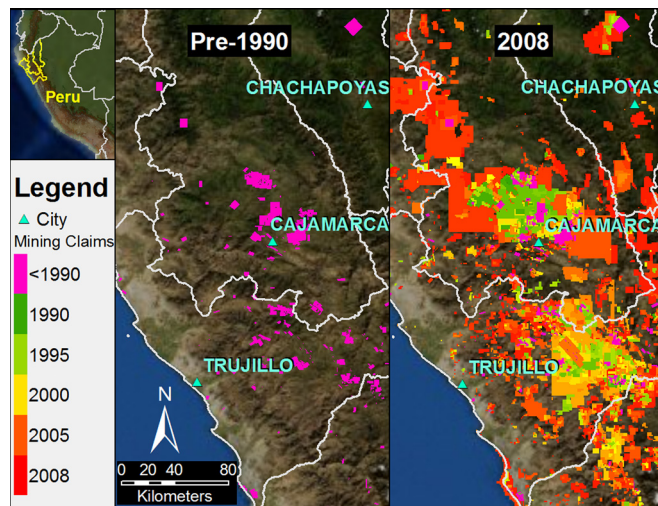 Peru
Legend
City
Mining Claims
<1990
1990
1995
2000
2005
2008
Pre-1990
CHACHAPOYAS
CAJAMARCA
TRUJILLO
N
0 20 40 80
Kilometers
2008
CHACHAPOYAS
CAJAMARCA
TRUJILLO